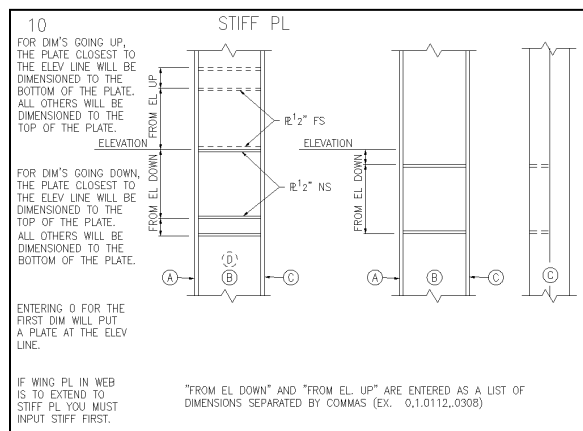 10
STIFF PL
FOR DIM'S GOING UP,
THE PLATE CLOSEST TO
THE ELEV LINE WILL BE
DIMENSIONED TO THE
BOTTOM OF THE PLATE.
ALL OTHERS WILL BE
DIMENSIONED TO THE
TOP OF THE PLATE.
FROM EL UP
PL 1/2" FS
ELEVATION
ELEVATION
FOR DIM'S GOING DOWN,
THE PLATE CLOSEST TO
THE ELEV LINE WILL BE
DIMENSIONED TO THE
TOP OF THE PLATE.
ALL OTHERS WILL BE
DIMENSIONED TO THE
BOTTOM OF THE PLATE.
FROM EL DOWN
PL 1/2" NS
FROM EL DOWN
D
A
B
C
A
B
C
C
ENTERING 0 FOR THE
FIRST DIM WILL PUT
A PLATE AT THE ELEV
LINE.
IF WING PL IN WEB
IS TO EXTEND TO
STIFF PL YOU MUST
INPUT STIFF FIRST.
"FROM EL DOWN" AND "FROM EL. UP" ARE ENTERED AS A LIST OF
DIMENSIONS SEPARATED BY COMMAS (EX. 0,1.0112,.0308)